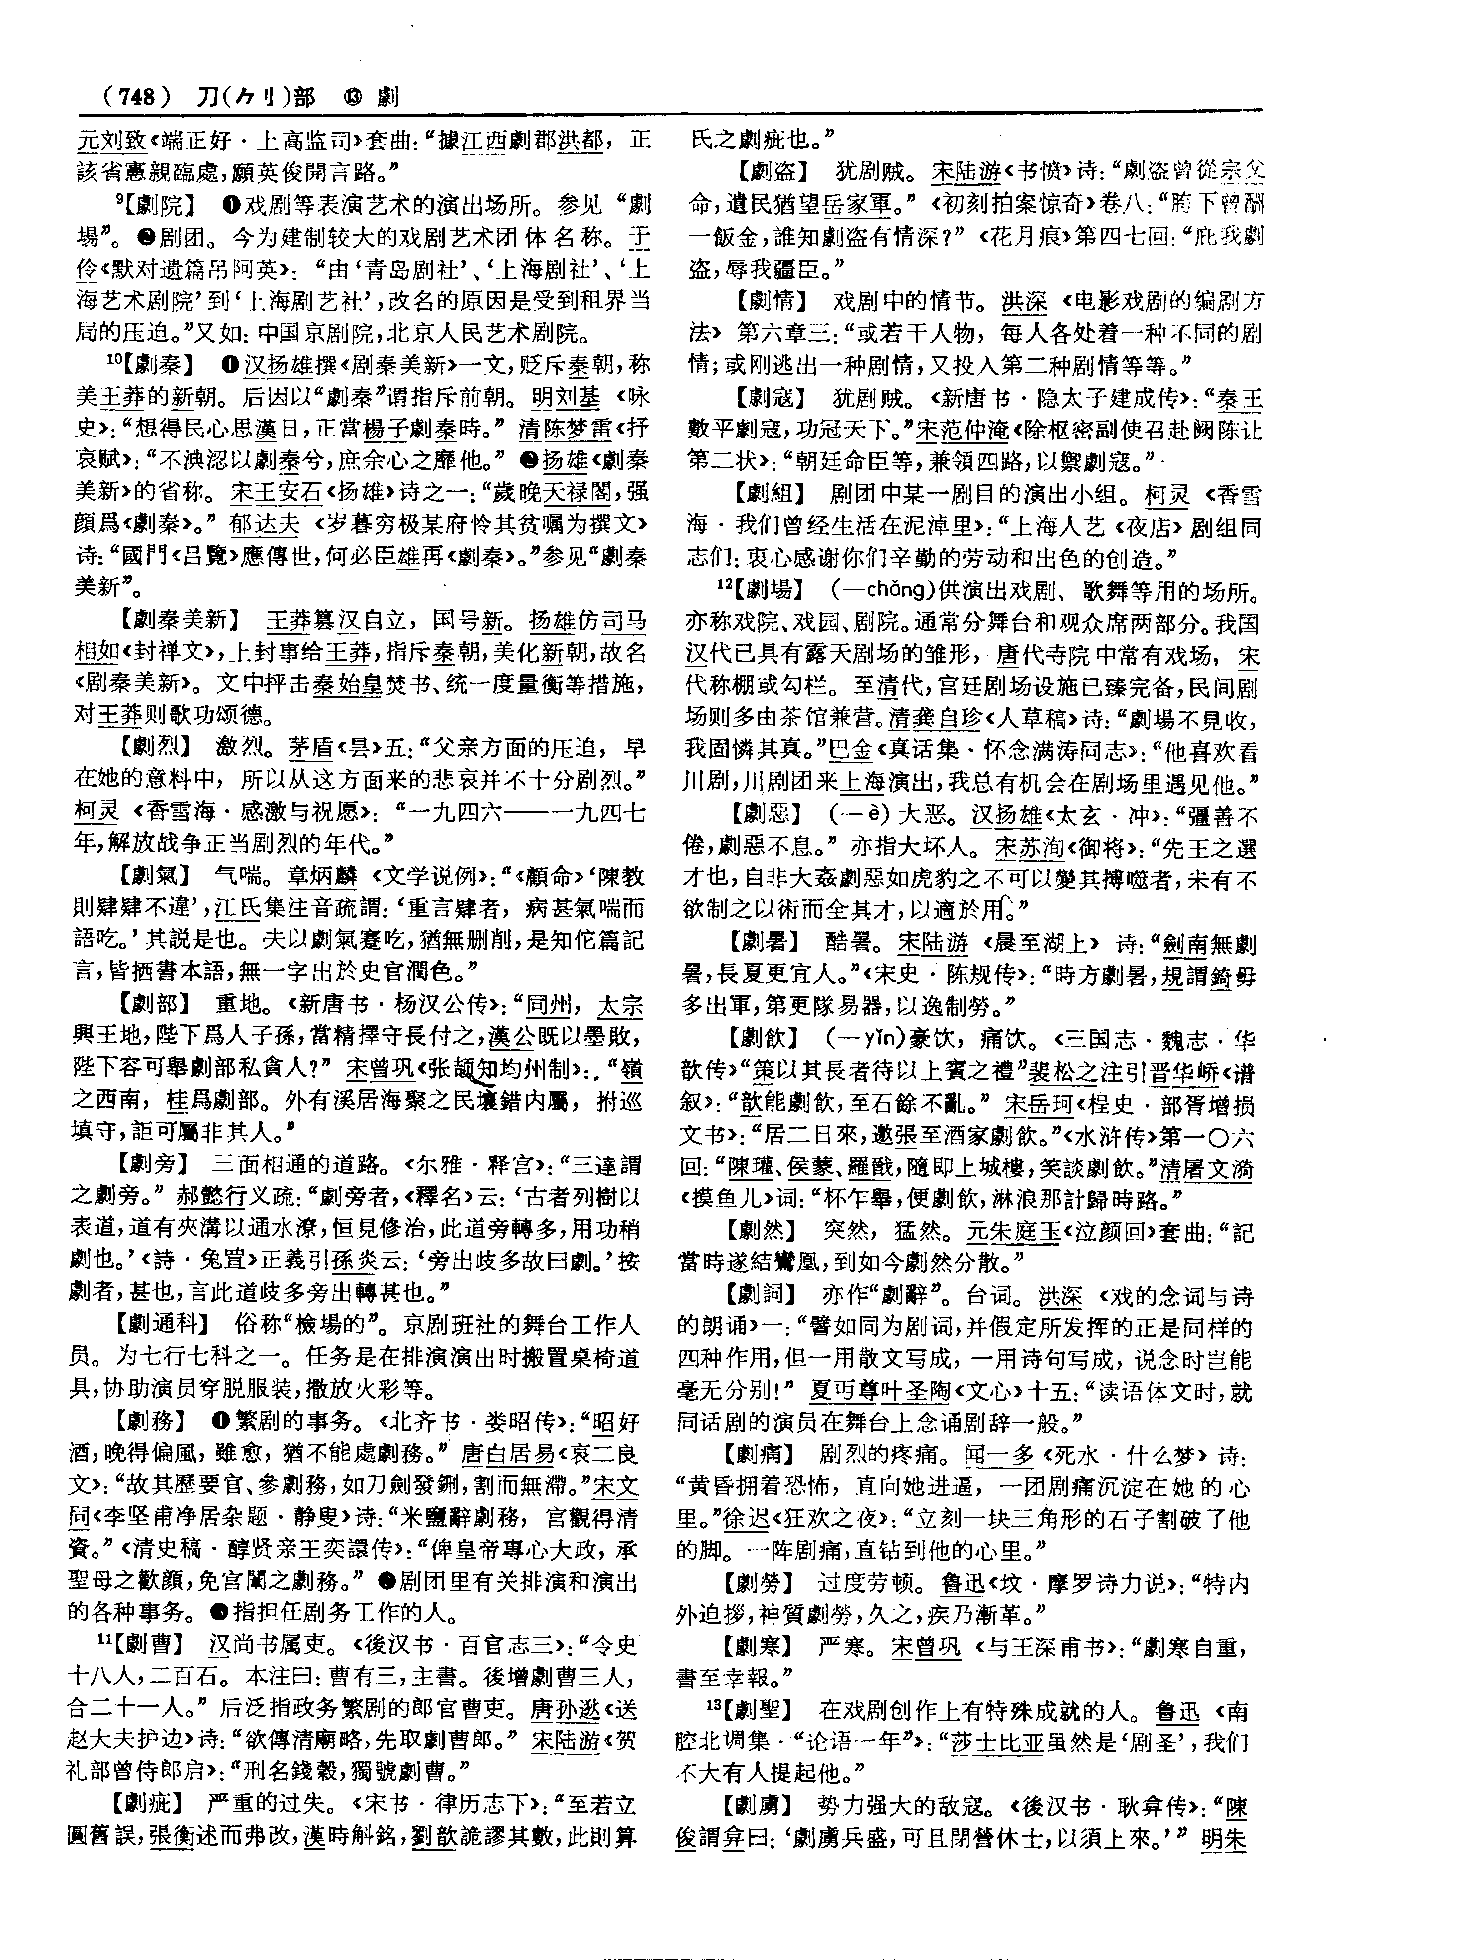 (748) 刀(⺈刂)部 ⑬ 劇
元刘致《端正好·上高监司》套曲：“據江西劇郡洪都，正
該省憲親臨處，願英俊開言路。”
9【劇院】 ❶戏剧等表演艺术的演出场所。参见“劇
場”。❷剧团。今为建制较大的戏剧艺术团体名称。于
伶《默对遗篇吊阿英》：“由‘青岛剧社’、‘上海剧社’、‘上
海艺术剧院’到‘上海剧艺社’，改名的原因是受到租界当
局的压迫。”又如：中国京剧院，北京人民艺术剧院。
10【劇秦】 ❶汉扬雄撰《剧秦美新》一文，贬斥秦朝，称
美王莽的新朝。后因以“劇秦”谓指斥前朝。明刘基《咏
史》：“想得民心思漢日，正當楊子劇秦時。”清陈梦雷《抒
哀赋》：“不淟涊以劇秦兮，庶余心之靡他。”❷扬雄《劇秦
美新》的省称。宋王安石《扬雄》诗之一：“歲晚天禄閣，强
顔爲《劇秦》。”郁达夫《岁暮穷极某府怜其贫嘱为撰文》
诗：“國門《吕覽》應傳世，何必臣雄再《劇秦》。”参见“劇秦
美新”。
【劇秦美新】 王莽篡汉自立，国号新。扬雄仿司马
相如《封禅文》，上封事给王莽，指斥秦朝，美化新朝，故名
《剧秦美新》。文中抨击秦始皇焚书、统一度量衡等措施，
对王莽则歌功颂德。
【劇烈】 激烈。茅盾《昙》五：“父亲方面的压迫，早
在她的意料中，所以从这方面来的悲哀并不十分剧烈。”
柯灵《香雪海·感激与祝愿》：“一九四六——一九四七
年，解放战争正当剧烈的年代。”
【劇氣】 气喘。章炳麟《文学说例》：“《顧命》‘陳教
則肄肄不違’，江氏集注音疏謂：‘重言肄者，病甚氣喘而
語吃。’其説是也。夫以劇氣蹇吃，猶無删削，是知佗篇記
言，皆迺書本語，無一字出於史官潤色。”
【劇部】 重地。《新唐书·杨汉公传》：“同州，太宗
興王地，陛下爲人子孫，當精擇守長付之，漢公既以墨敗，
陛下容可舉劇部私貪人？”宋曾巩《张颉知均州制》：“嶺
之西南，桂爲劇部。外有溪居海聚之民壤錯内屬，拊巡
填守，詎可屬非其人。”
【劇旁】 三面相通的道路。《尔雅·释宫》：“三達謂
之劇旁。”郝懿行义疏：“劇旁者，《釋名》云：‘古者列樹以
表道，道有夾溝以通水潦，恒見修治，此道旁轉多，用功稍
劇也。’《詩·兔罝》正義引孫炎云：‘旁出歧多故曰劇。’按
劇者，甚也，言此道歧多旁出轉甚也。”
【劇通科】 俗称“檢場的”。京剧班社的舞台工作人
员。为七行七科之一。任务是在排演演出时搬置桌椅道
具，协助演员穿脱服装，撒放火彩等。
【劇務】 ❶繁剧的事务。《北齐书·娄昭传》：“昭好
酒，晚得偏風，雖愈，猶不能處劇務。”唐白居易《哀二良
文》：“故其歷要官、參劇務，如刀劍發鉶，割而無滯。”宋文
同《李坚甫净居杂题·静叟》诗：“米鹽辭劇務，宫觀得清
資。”《清史稿·醇贤亲王奕譞传》：“俾皇帝專心大政，承
聖母之歡顔，免宫闈之劇務。”❷剧团里有关排演和演出
的各种事务。❸指担任剧务工作的人。
11【劇曹】 汉尚书属吏。《後汉书·百官志三》：“令史
十八人，二百石。本注曰：曹有三，主書。後增劇曹三人，
合二十一人。”后泛指政务繁剧的郎官曹吏。唐孙逖《送
赵大夫护边》诗：“欲傳清廟略，先取劇曹郎。”宋陆游《贺
礼部曾侍郎启》：“刑名錢穀，獨號劇曹。”
【劇疵】 严重的过失。《宋书·律历志下》：“至若立
圓舊誤，張衡述而弗改，漢時斛銘，劉歆詭謬其數，此則算
氏之劇疵也。”
【劇盗】 犹剧贼。宋陆游《书愤》诗：“劇盗曾從宗父
命，遺民猶望岳家軍。”《初刻拍案惊奇》卷八：“胯下曾酬
一飯金，誰知劇盗有情深？”《花月痕》第四七回：“庇我劇
盗，辱我疆臣。”
【劇情】 戏剧中的情节。洪深《电影戏剧的编剧方
法》第六章三：“或若干人物，每人各处着一种不同的剧
情；或刚逃出一种剧情，又投入第二种剧情等等。”
【劇寇】 犹剧贼。《新唐书·隐太子建成传》：“秦王
數平劇寇，功冠天下。”宋范仲淹《除枢密副使召赴阙陈让
第二状》：“朝廷命臣等，兼領四路，以禦劇寇。”
【劇組】 剧团中某一剧目的演出小组。柯灵《香雪
海·我们曾经生活在泥淖里》：“上海人艺《夜店》剧组同
志们：衷心感谢你们辛勤的劳动和出色的创造。”
12【劇場】 （—chǎng）供演出戏剧、歌舞等用的场所。
亦称戏院、戏园、剧院。通常分舞台和观众席两部分。我国
汉代已具有露天剧场的雏形，唐代寺院中常有戏场，宋
代称棚或勾栏。至清代，宫廷剧场设施已臻完备，民间剧
场则多由茶馆兼营。清龚自珍《人草稿》诗：“劇場不見收，
我固憐其真。”巴金《真话集·怀念满涛同志》：“他喜欢看
川剧，川剧团来上海演出，我总有机会在剧场里遇见他。”
【劇惡】 （—è）大恶。汉扬雄《太玄·冲》：“彊善不
倦，劇惡不息。”亦指大坏人。宋苏洵《御将》：“先王之選
才也，自非大姦劇惡如虎豹之不可以變其搏噬者，未有不
欲制之以術而全其才，以適於用。”
【劇暑】 酷暑。宋陆游《晨至湖上》诗：“劍南無劇
暑，長夏更宜人。”《宋史·陈规传》：“時方劇暑，規謂錡毋
多出軍，第更隊易器，以逸制勞。”
【劇飲】 （—yǐn）豪饮，痛饮。《三国志·魏志·华
歆传》“策以其長者待以上賓之禮”裴松之注引晋华峤《谱
叙》：“歆能劇飲，至石餘不亂。”宋岳珂《桯史·部胥增损
文书》：“居二日來，邀張至酒家劇飲。”《水浒传》第一〇六
回：“陳瓘、侯蒙、羅戩，隨即上城樓，笑談劇飲。”清屠文漪
《摸鱼儿》词：“杯乍舉，便劇飲，淋浪那計歸時路。”
【劇然】 突然，猛然。元朱庭玉《泣颜回》套曲：“記
當時遂結鸞凰，到如今劇然分散。”
【劇詞】 亦作“劇辭”。台词。洪深《戏的念词与诗
的朗诵》一：“譬如同为剧词，并假定所发挥的正是同样的
四种作用，但一用散文写成，一用诗句写成，说念时岂能
毫无分别！”夏丏尊叶圣陶《文心》十五：“读语体文时，就
同话剧的演员在舞台上念诵剧辞一般。”
【劇痛】 剧烈的疼痛。闻一多《死水·什么梦》诗：
“黄昏拥着恐怖，直向她进逼，一团剧痛沉淀在她的心
里。”徐迟《狂欢之夜》：“立刻一块三角形的石子割破了他
的脚。一阵剧痛，直钻到他的心里。”
【劇勞】 过度劳顿。鲁迅《坟·摩罗诗力说》：“特内
外迫拶，神質劇勞，久之，疾乃漸革。”
【劇寒】 严寒。宋曾巩《与王深甫书》：“劇寒自重，
書至幸報。”
13【劇聖】 在戏剧创作上有特殊成就的人。鲁迅《南
腔北调集·“论语一年”》：“莎士比亚虽然是‘剧圣’，我们
不大有人提起他。”
【劇虜】 势力强大的敌寇。《後汉书·耿弇传》：“陳
俊謂弇曰：‘劇虜兵盛，可且閉營休士，以須上來。’”明朱